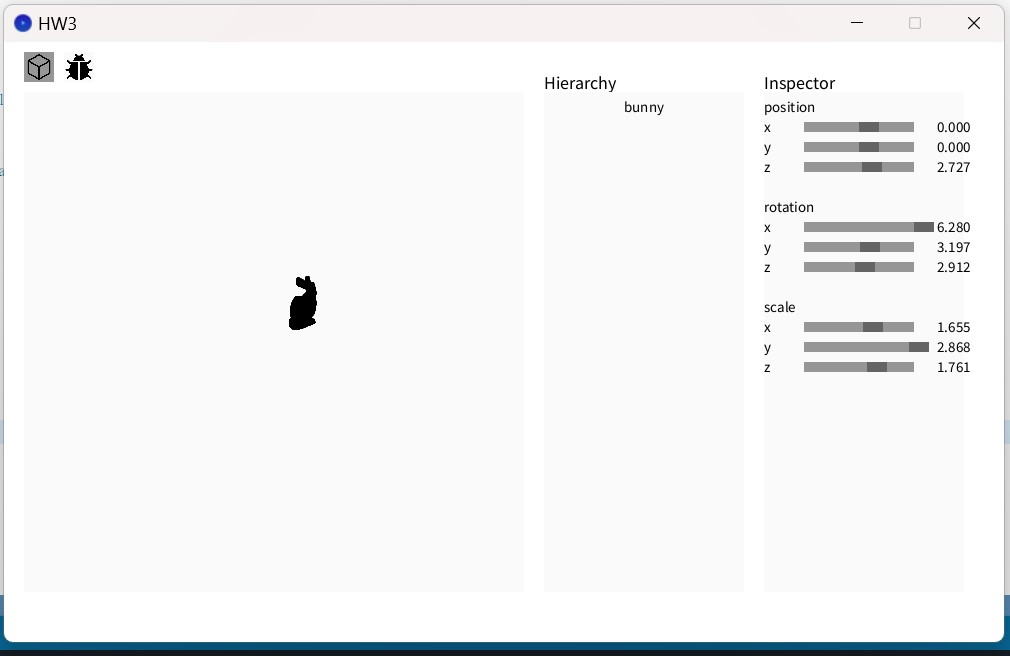 HW3
Hierarchy
bunny
Inspector
position
x 0.000
y 0.000
z 2.727
rotation
x 6.280
y 3.197
z 2.912
scale
x 1.655
y 2.868
z 1.761